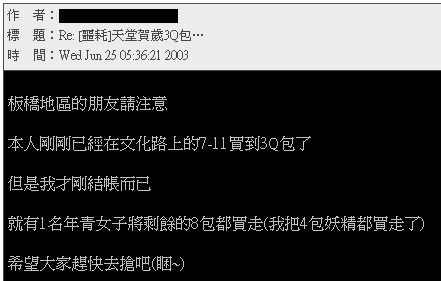 作　者：
標　題：Re: [噩耗]天堂賀歲3Q包…
時　間：Wed Jun 25 05:36:21 2003
板橋地區的朋友請注意
本人剛剛已經在文化路上的7-11買到3Q包了
但是我才剛結帳而已
就有1名年青女子將剩餘的8包都買走(我把4包妖精都買走了)
希望大家趕快去搶吧(睏~)